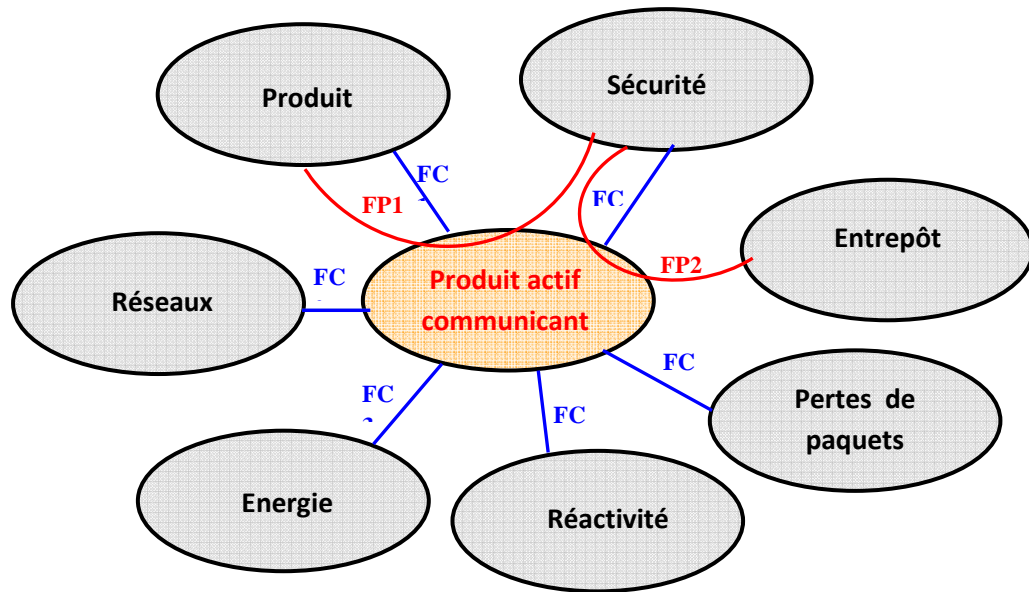 Sécurité
Produit
FC
FC
FP1
Entrepôt
FP2
Produit actif
communicant
FC
Réseaux
FC
FC
Pertes de
paquets
Energie
Réactivité
FC